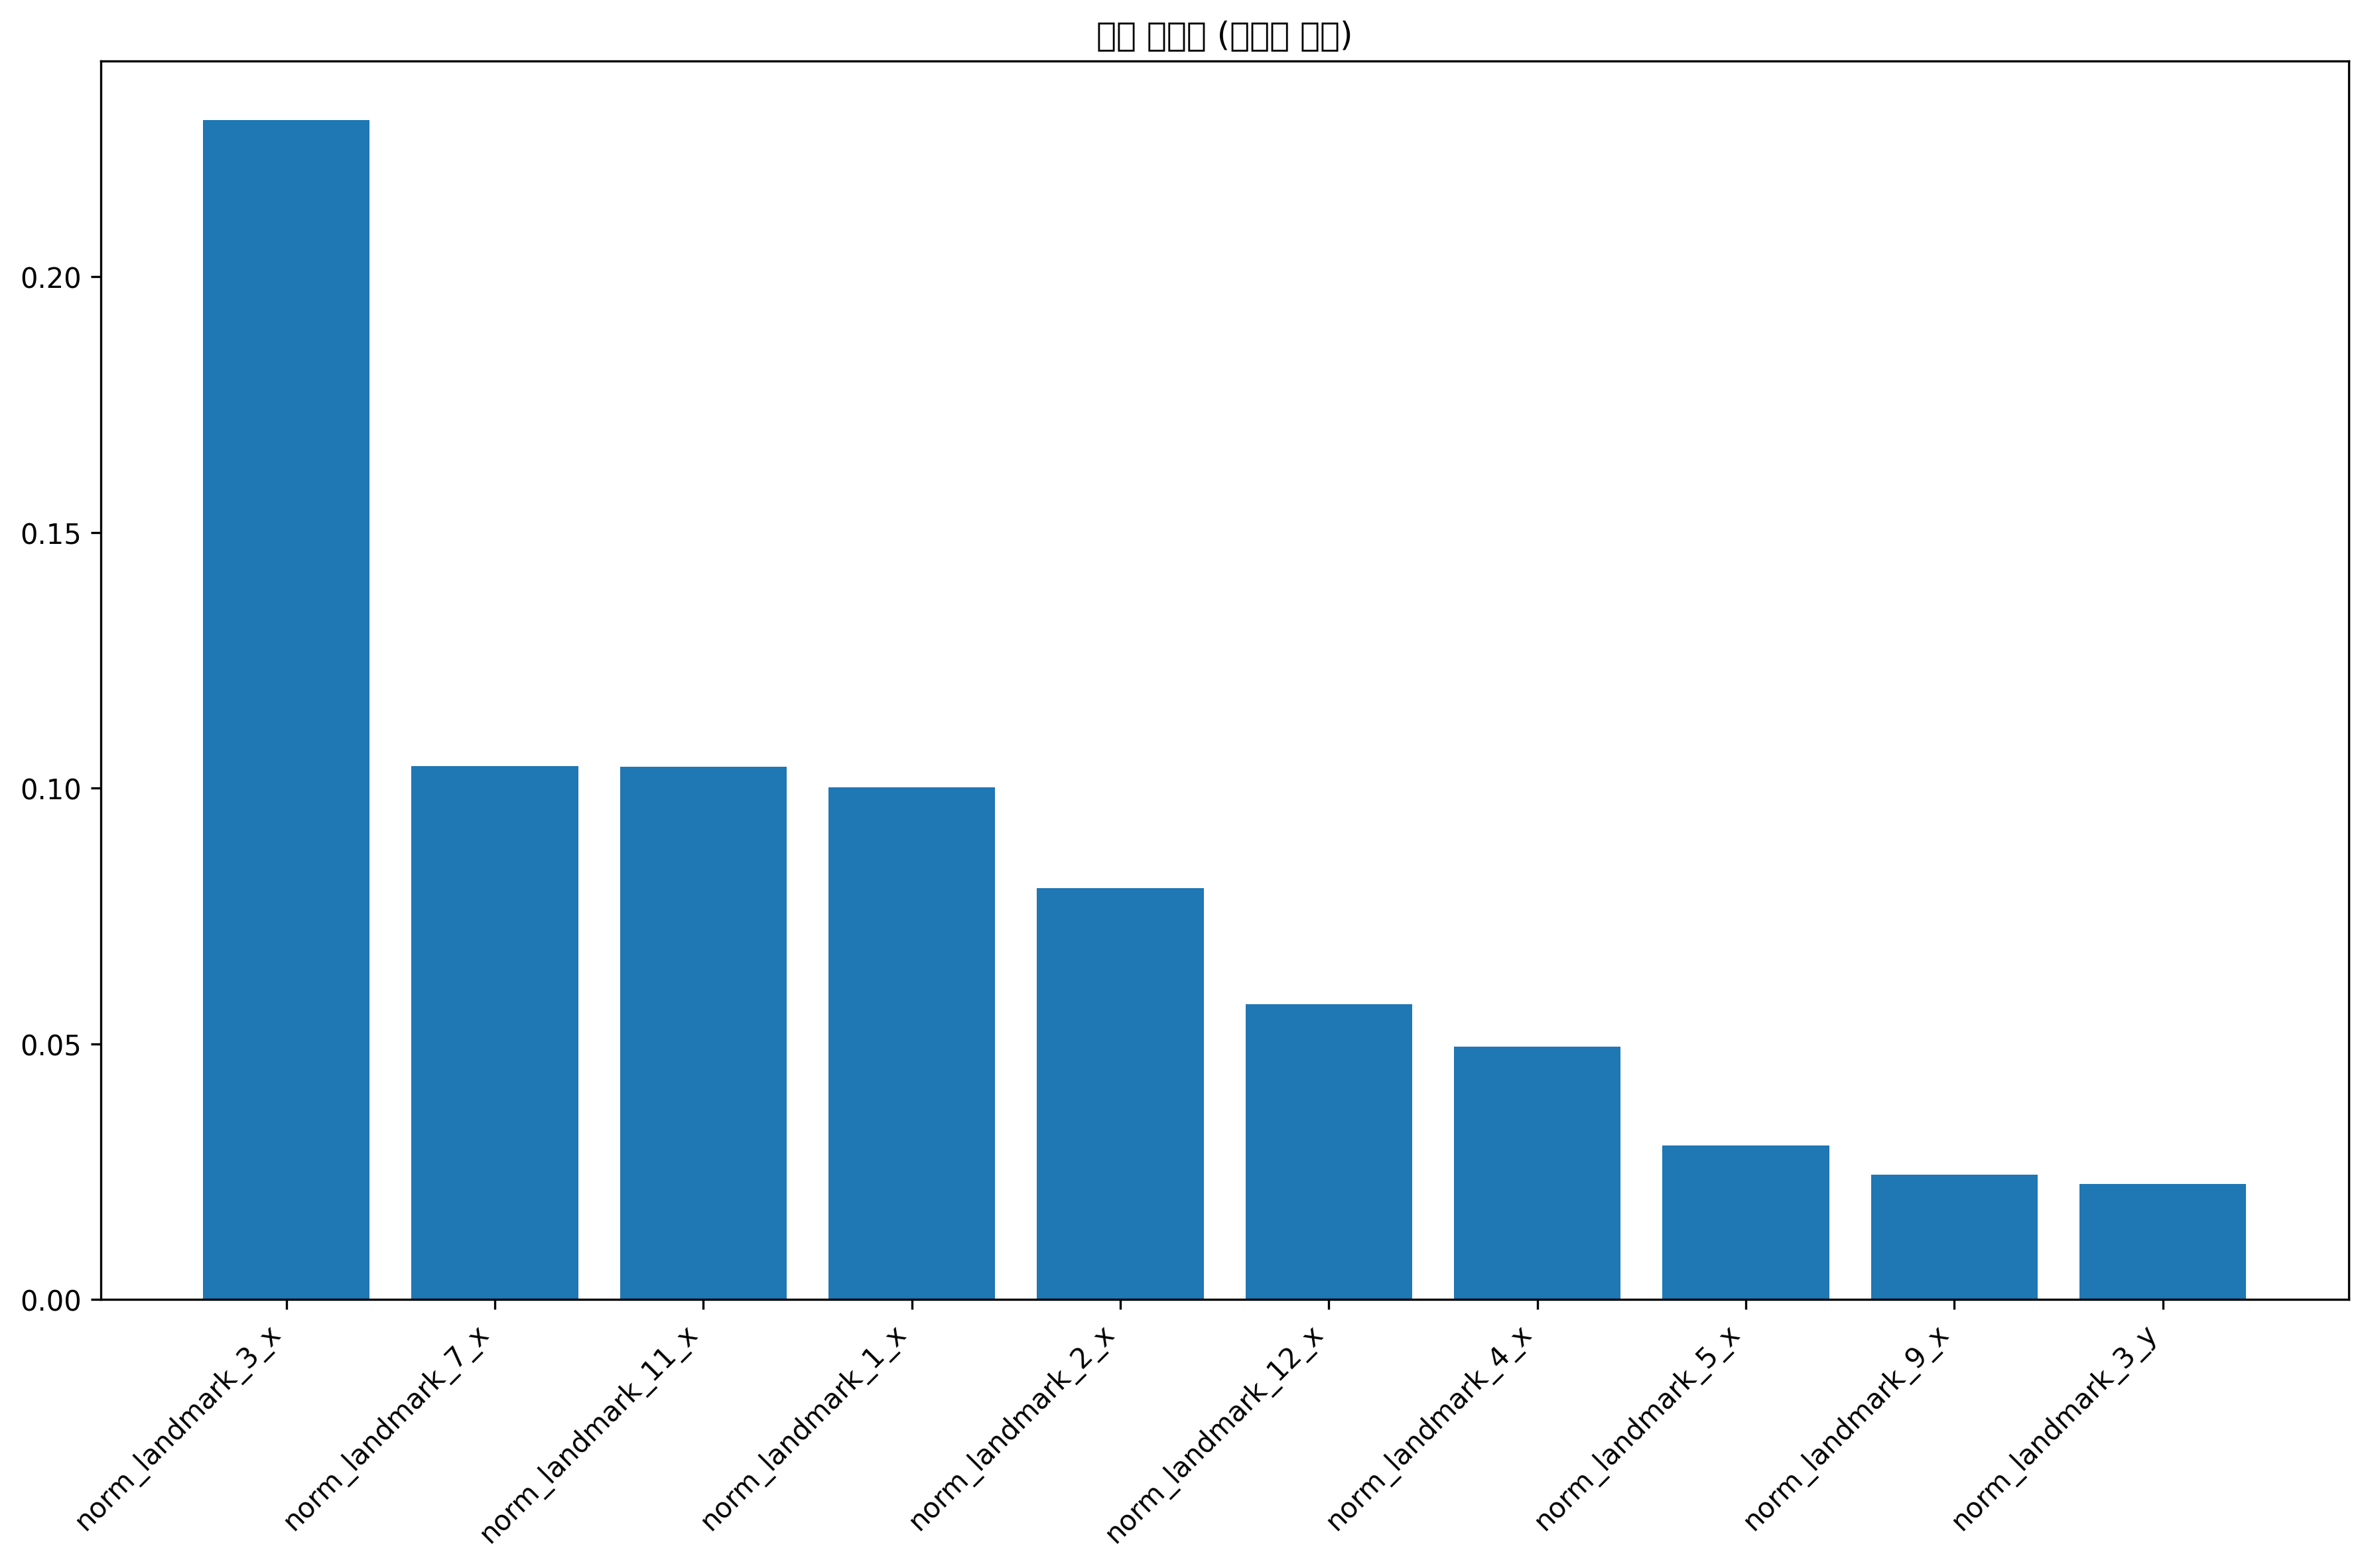 0.20
0.15
0.10
0.05
0.00
norm_landmark_3_x
norm_landmark_7_x
norm_landmark_11_x
norm_landmark_1_x
norm_landmark_2_x
norm_landmark_12_x
norm_landmark_4_x
norm_landmark_5_x
norm_landmark_9_x
norm_landmark_3_y